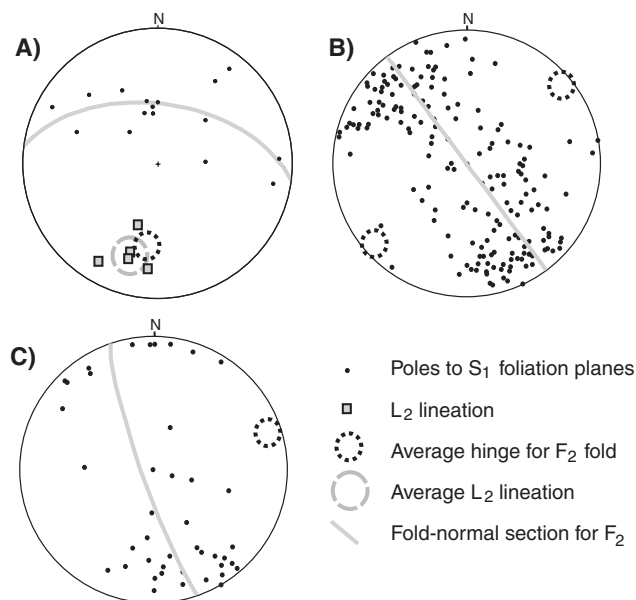 A)
N
B)
N
C)
N
Poles to S1 foliation planes
L2 lineation
Average hinge for F2 fold
Average L2 lineation
Fold-normal section for F2